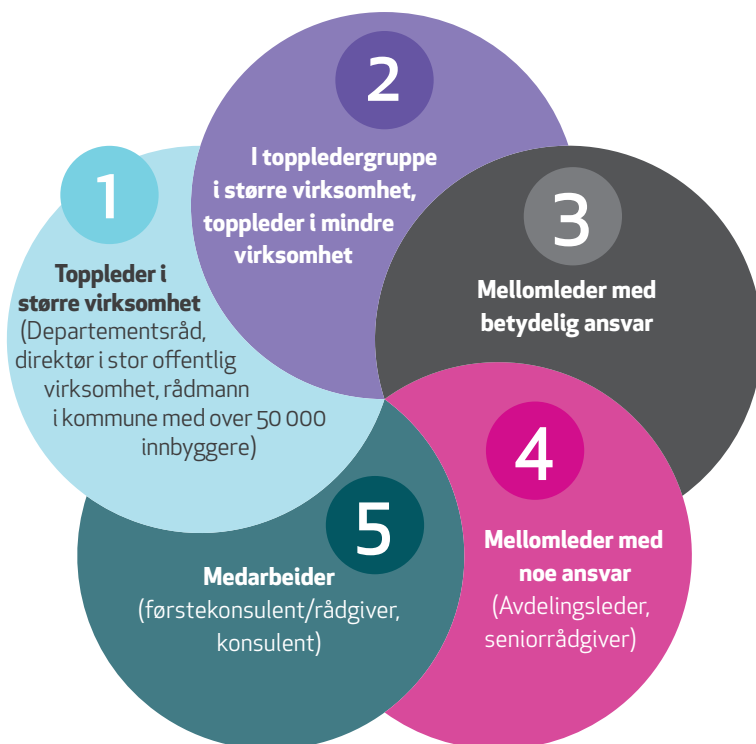 1
Toppleder i
større virksomhet
(Departementsråd,
direktør i stor offentlig
virksomhet, rådmann
i kommune med over 50 000
innbyggere)
2
I toppledergruppe
i større virksomhet,
toppleder i mindre
virksomhet
3
Mellomleder med
betydelig ansvar
4
Mellomleder med
noe ansvar
(Avdelingsleder,
seniorrådgiver)
5
Medarbeider
(førstekonsulent/rådgiver,
konsulent)